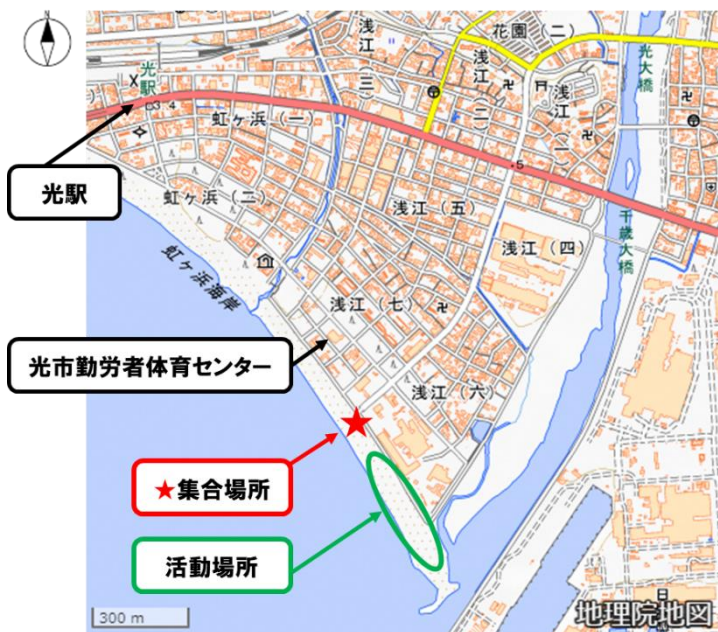 花園(二)
光大橋
光駅
浅江(三)
浅江(二)
浅江(一)
3 4
虹ヶ浜(一)
5
光駅
虹ヶ浜(二)
浅江(五)
浅江(四)
千歳大橋
虹ヶ浜海岸
浅江(七)
光市勤労者体育センター
浅江(六)
★集合場所
活動場所
300 m
地理院地図